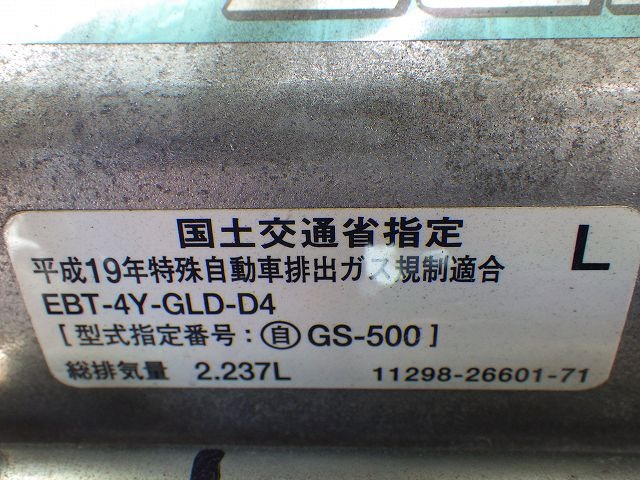 国土交通省指定 L
平成19年特殊自動車排出ガス規制適合
EBT-4Y-GLD-D4
[ 型式指定番号：㊀自 GS-500 ]
総排気量 2.237L 11298-26601-71